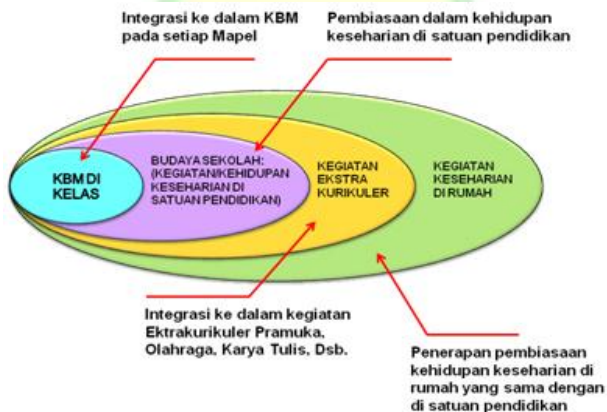 Integrasi ke dalam KBM
pada setiap Mapel
Pembiasaan dalam kehidupan
keseharian di satuan pendidikan
KBM DI
KELAS
BUDAYA SEKOLAH:
(KEGIATAN/KEHIDUPAN
KESEHARIAN DI
SATUAN PENDIDIKAN)
KEGIATAN
EKSTRA
KURIKULER
KEGIATAN
KESEHARIAN
DI RUMAH
Integrasi ke dalam kegiatan
Ektrakurikuler Pramuka,
Olahraga, Karya Tulis, Dsb.
Penerapan pembiasaan
kehidupan keseharian di
rumah yang sama dengan
di satuan pendidikan